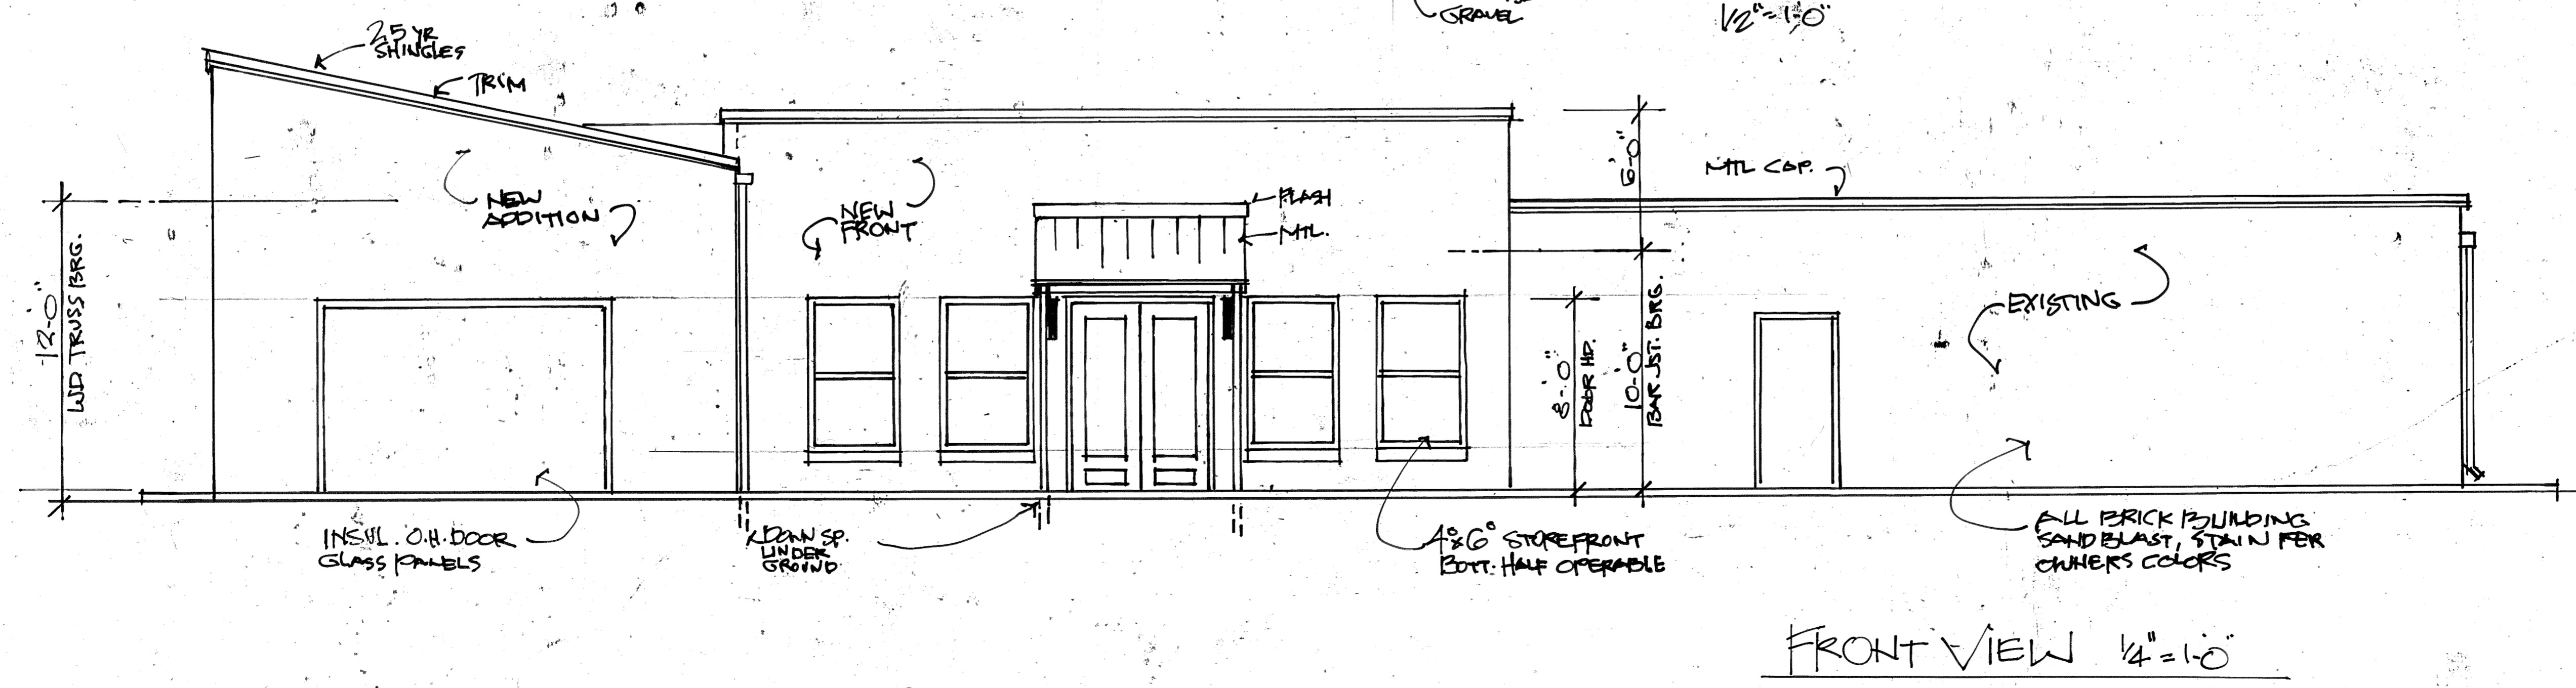 GRAVEL
1/2"=1'-0"
25 YR
SHINGLES
TRIM
NEW
ADDITION
NEW
FRONT
FLASH
MTL.
6'-0"
MTL CAP.
12'-0"
WD TRUSS BRG.
8'-0"
DOOR HD.
10'-0"
BAR JST. BRG.
EXISTING
INSUL. O.H. DOOR
GLASS PANELS
DOWN SP.
UNDER
GROUND
4⁰x6⁰ STOREFRONT
BOTT. HALF OPERABLE
ALL BRICK BUILDING
SANDBLAST, STAIN PER
OWNERS COLORS
FRONT VIEW 1/4"=1'-0"